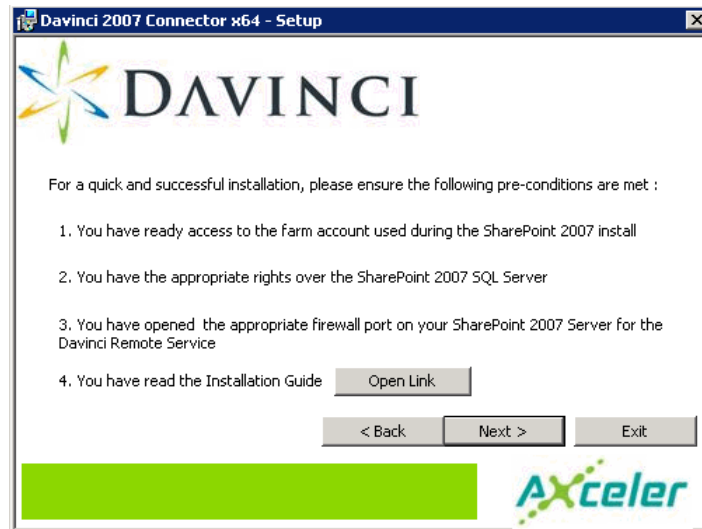 Davinci 2007 Connector x64 - Setup
DAVINCI
For a quick and successful installation, please ensure the following pre-conditions are met :
1. You have ready access to the farm account used during the SharePoint 2007 install
2. You have the appropriate rights over the SharePoint 2007 SQL Server
3. You have opened  the appropriate firewall port on your SharePoint 2007 Server for the
Davinci Remote Service
4. You have read the Installation Guide
Open Link
< Back
Next >
Exit
Axceler